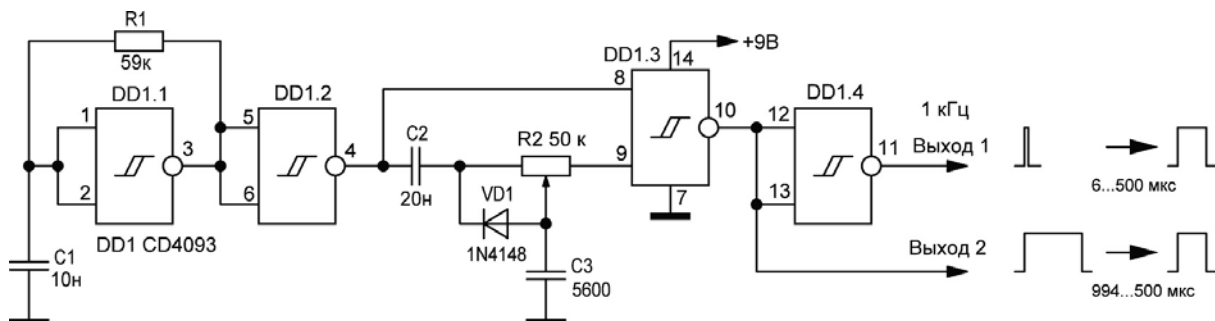 R1
59к
DD1.1
1
2
3
DD1 CD4093
C1
10н
DD1.2
5
6
4
C2
20н
R2 50 к
VD1
1N4148
C3
5600
DD1.3
14
+9В
8
9
10
7
DD1.4
12
13
11
1 кГц
Выход 1
6...500 мкс
Выход 2
994...500 мкс